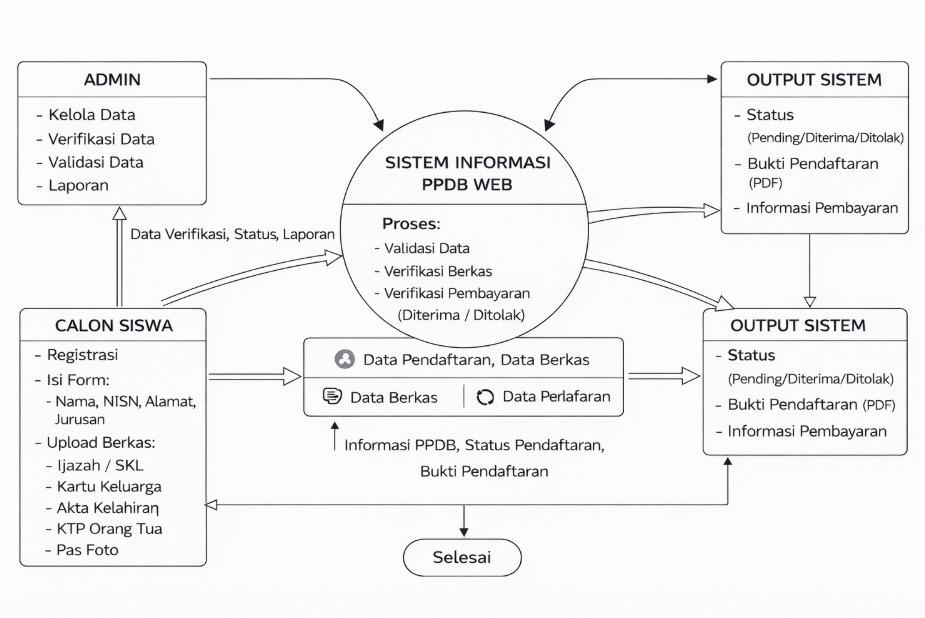 ADMIN
- Kelola Data
- Verifikasi Data
- Validasi Data
- Laporan
SISTEM INFORMASI
PPDB WEB
Proses:
- Validasi Data
- Verifikasi Berkas
- Verifikasi Pembayaran
(Diterima / Ditolak)
OUTPUT SISTEM
- Status
(Pending/Diterima/Ditolak)
- Bukti Pendaftaran
(PDF)
- Informasi Pembayaran
Data Verifikasi, Status, Laporan
CALON SISWA
- Registrasi
- Isi Form:
- Nama, NISN, Alamat,
Jurusan
- Upload Berkas:
- Ijazah / SKL
- Kartu Keluarga
- Akta Kelahiran
- KTP Orang Tua
- Pas Foto
Data Pendaftaran, Data Berkas
Data Berkas
Data Perlafaran
Informasi PPDB, Status Pendaftaran,
Bukti Pendaftaran
OUTPUT SISTEM
- Status
(Pending/Diterima/Ditolak)
- Bukti Pendaftaran (PDF)
- Informasi Pembayaran
Selesai